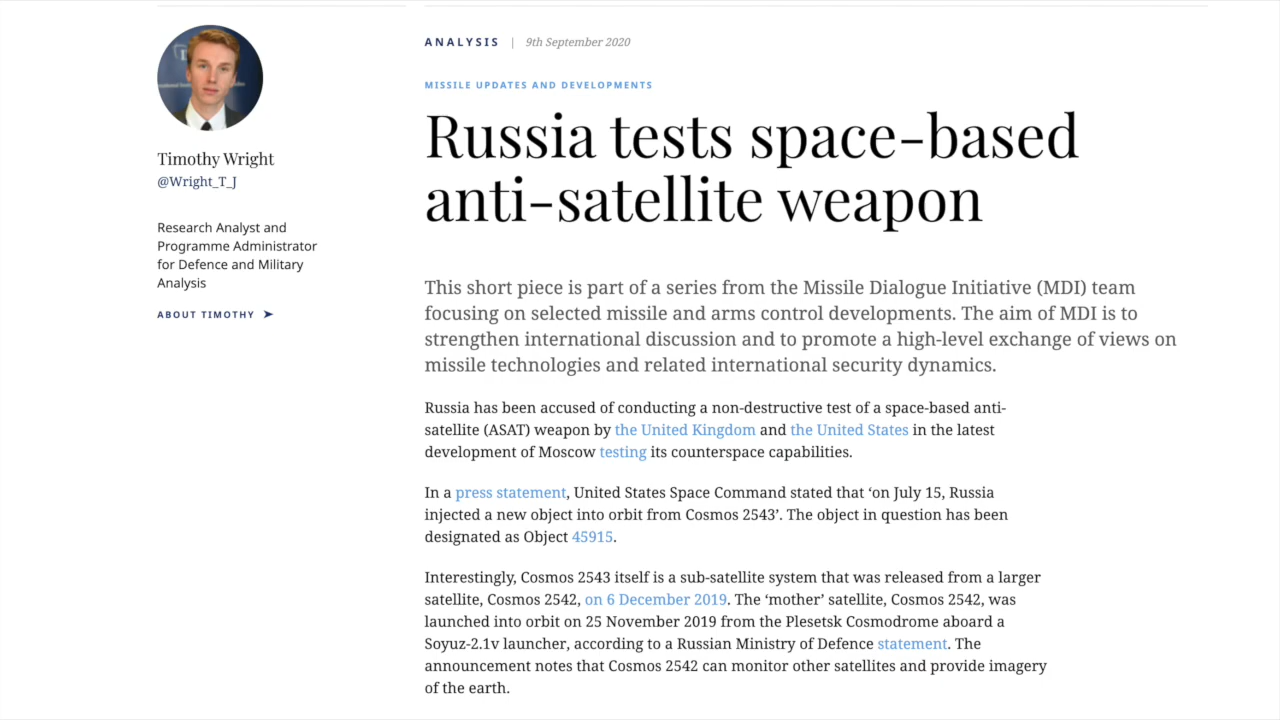 Timothy Wright
@Wright_T_J
Research Analyst and
Programme Administrator
for Defence and Military
Analysis
ABOUT TIMOTHY
ANALYSIS | 9th September 2020
MISSILE UPDATES AND DEVELOPMENTS
Russia tests space-based
anti-satellite weapon
This short piece is part of a series from the Missile Dialogue Initiative (MDI) team
focusing on selected missile and arms control developments. The aim of MDI is to
strengthen international discussion and to promote a high-level exchange of views on
missile technologies and related international security dynamics.
Russia has been accused of conducting a non-destructive test of a space-based anti-
satellite (ASAT) weapon by the United Kingdom and the United States in the latest
development of Moscow testing its counterspace capabilities.
In a press statement, United States Space Command stated that ‘on July 15, Russia
injected a new object into orbit from Cosmos 2543’. The object in question has been
designated as Object 45915.
Interestingly, Cosmos 2543 itself is a sub-satellite system that was released from a larger
satellite, Cosmos 2542, on 6 December 2019. The ‘mother’ satellite, Cosmos 2542, was
launched into orbit on 25 November 2019 from the Plesetsk Cosmodrome aboard a
Soyuz-2.1v launcher, according to a Russian Ministry of Defence statement. The
announcement notes that Cosmos 2542 can monitor other satellites and provide imagery
of the earth.